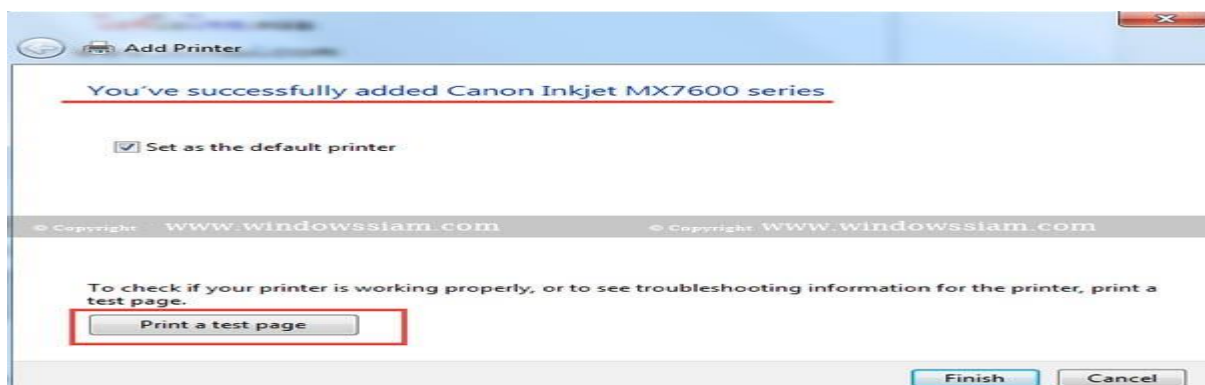 Add Printer
You've successfully added Canon Inkjet MX7600 series
Set as the default printer
© Copyright www.windowssiam.com © Copyright www.windowssiam.com
To check if your printer is working properly, or to see troubleshooting information for the printer, print a
test page.
Print a test page
Finish Cancel